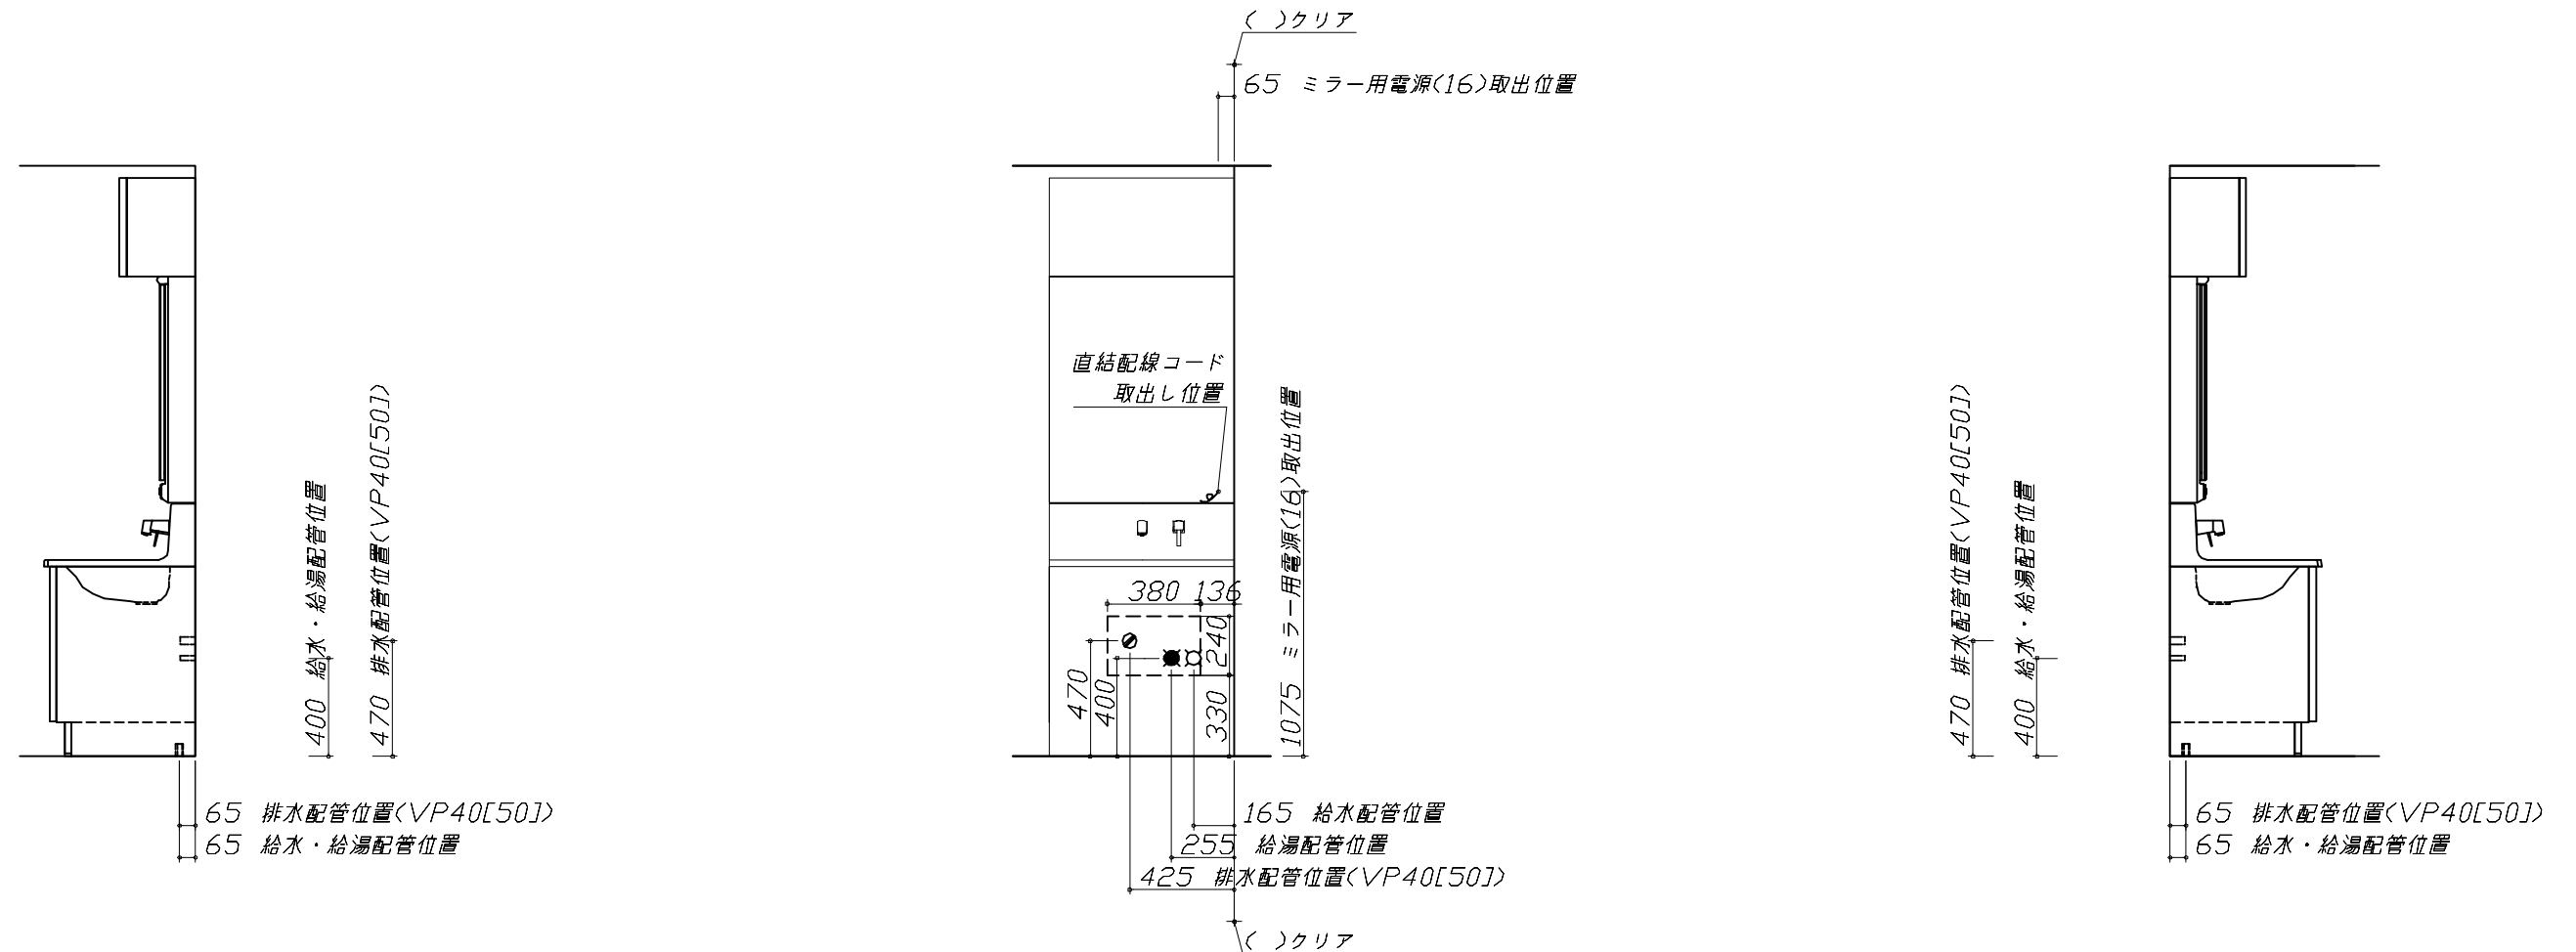 ( )クリア
65 ミラー用電源(16)取出位置
直結配線コード
取出し位置
1075 ミラー用電源(16)取出位置
400 給水・給湯配管位置
470 排水配管位置(VP40[50])
380 136
240
330
470
400
470 排水配管位置(VP40[50])
400 給水・給湯配管位置
65 排水配管位置(VP40[50])
65 給水・給湯配管位置
165 給水配管位置
255 給湯配管位置
425 排水配管位置(VP40[50])
( )クリア
65 排水配管位置(VP40[50])
65 給水・給湯配管位置